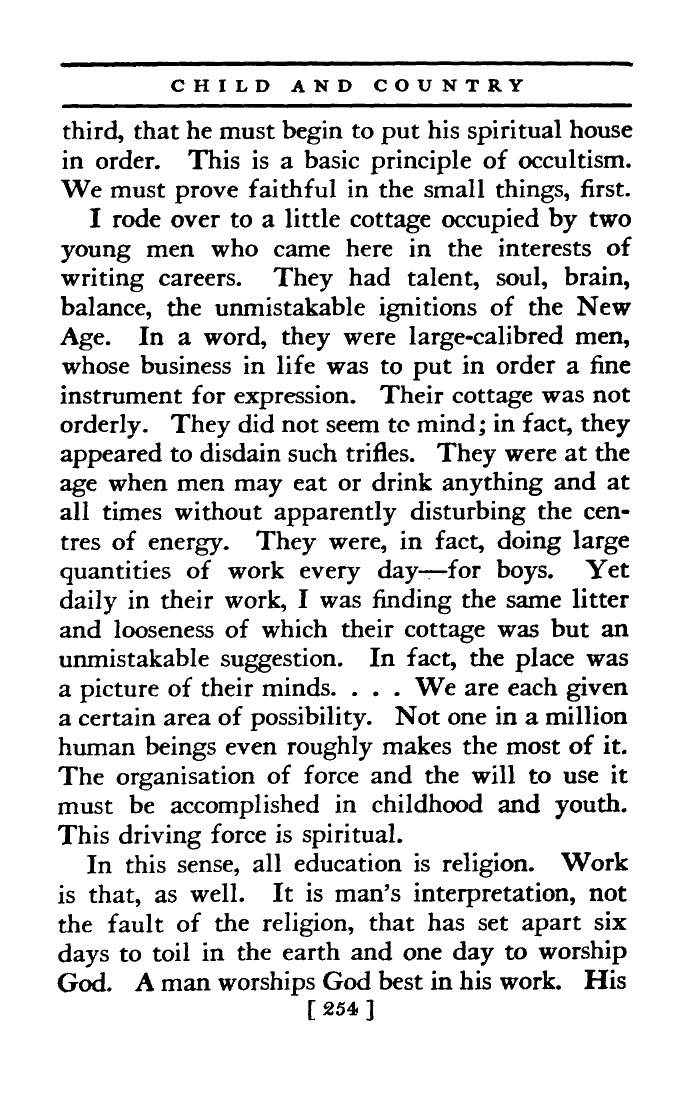 CHILD AND COUNTRY
third, that he must begin to put his spiritual house
in order. This is a basic principle of occultism.
We must prove faithful in the small things, first.
I rode over to a little cottage occupied by two
young men who came here in the interests of
writing careers. They had talent, soul, brain,
balance, the unmistakable ignitions of the New
Age. In a word, they were large-calibred men,
whose business in life was to put in order a fine
instrument for expression. Their cottage was not
orderly. They did not seem to mind; in fact, they
appeared to disdain such trifles. They were at the
age when men may eat or drink anything and at
all times without apparently disturbing the cen-
tres of energy. They were, in fact, doing large
quantities of work every day—for boys. Yet
daily in their work, I was finding the same litter
and looseness of which their cottage was but an
unmistakable suggestion. In fact, the place was
a picture of their minds. . . . We are each given
a certain area of possibility. Not one in a million
human beings even roughly makes the most of it.
The organisation of force and the will to use it
must be accomplished in childhood and youth.
This driving force is spiritual.
In this sense, all education is religion. Work
is that, as well. It is man's interpretation, not
the fault of the religion, that has set apart six
days to toil in the earth and one day to worship
God. A man worships God best in his work. His
[ 254 ]